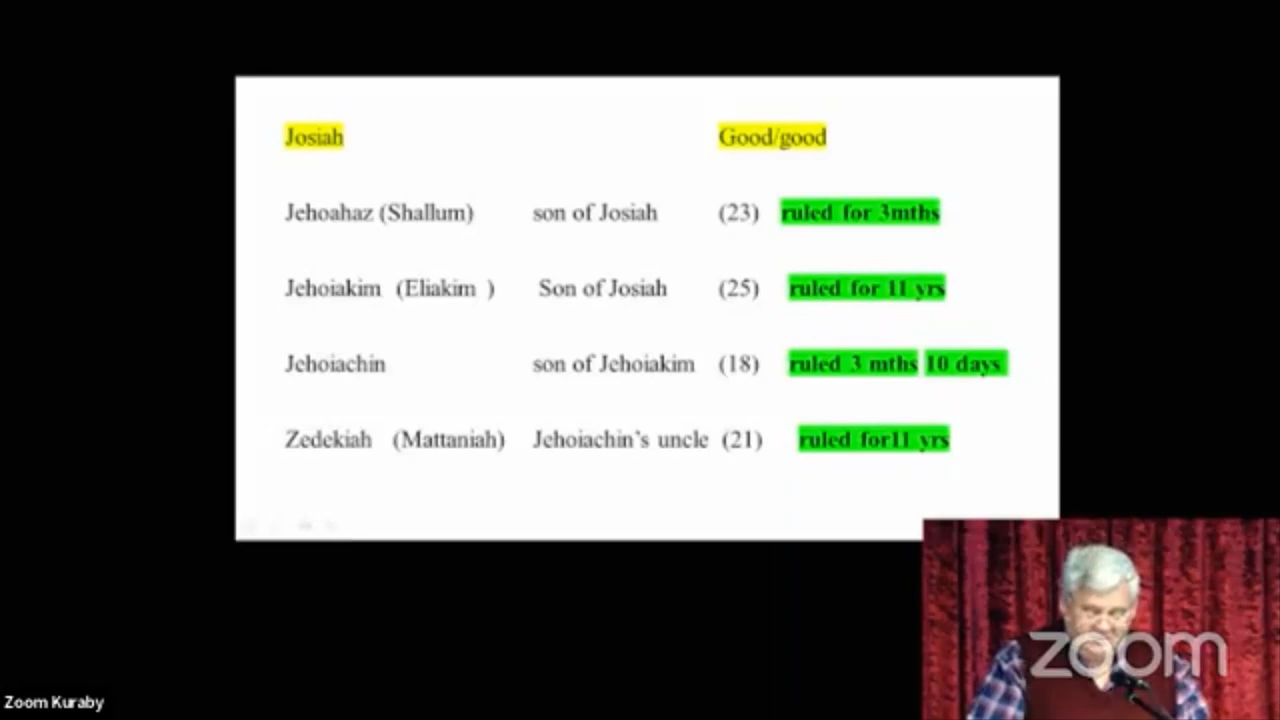 Josiah Good/good
Jehoahaz (Shallum) son of Josiah (23) ruled for 3mths
Jehoiakim (Eliakim ) Son of Josiah (25) ruled for 11 yrs
Jehoiachin son of Jehoiakim (18) ruled 3 mths 10 days
Zedekiah (Mattaniah) Jehoiachin's uncle (21) ruled for11 yrs
zoom
Zoom Kuraby